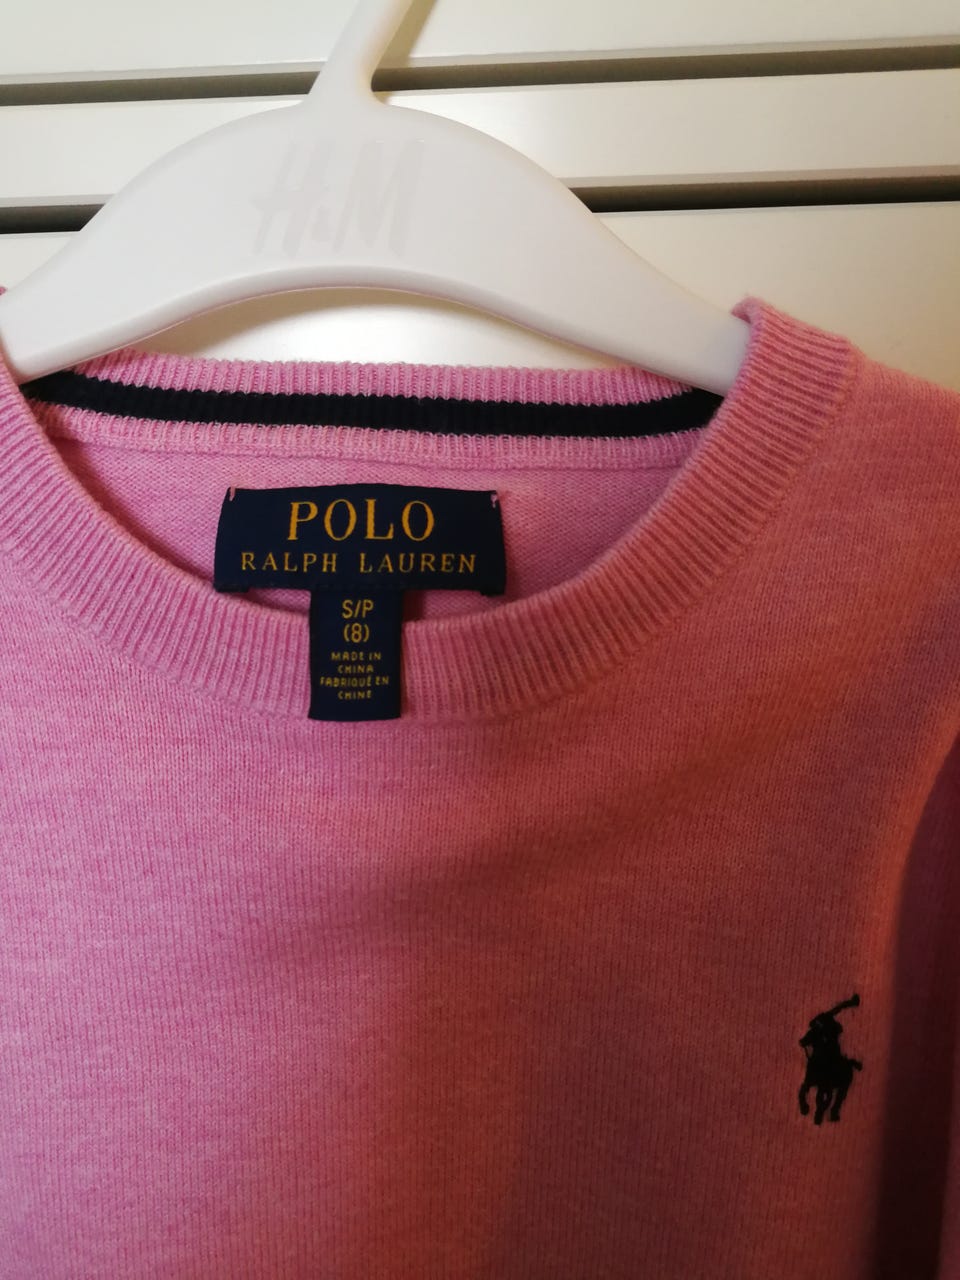 H&M
POLO
RALPH LAUREN
S/P
(8)
MADE IN
CHINA
FABRIQUÉ EN
CHINE